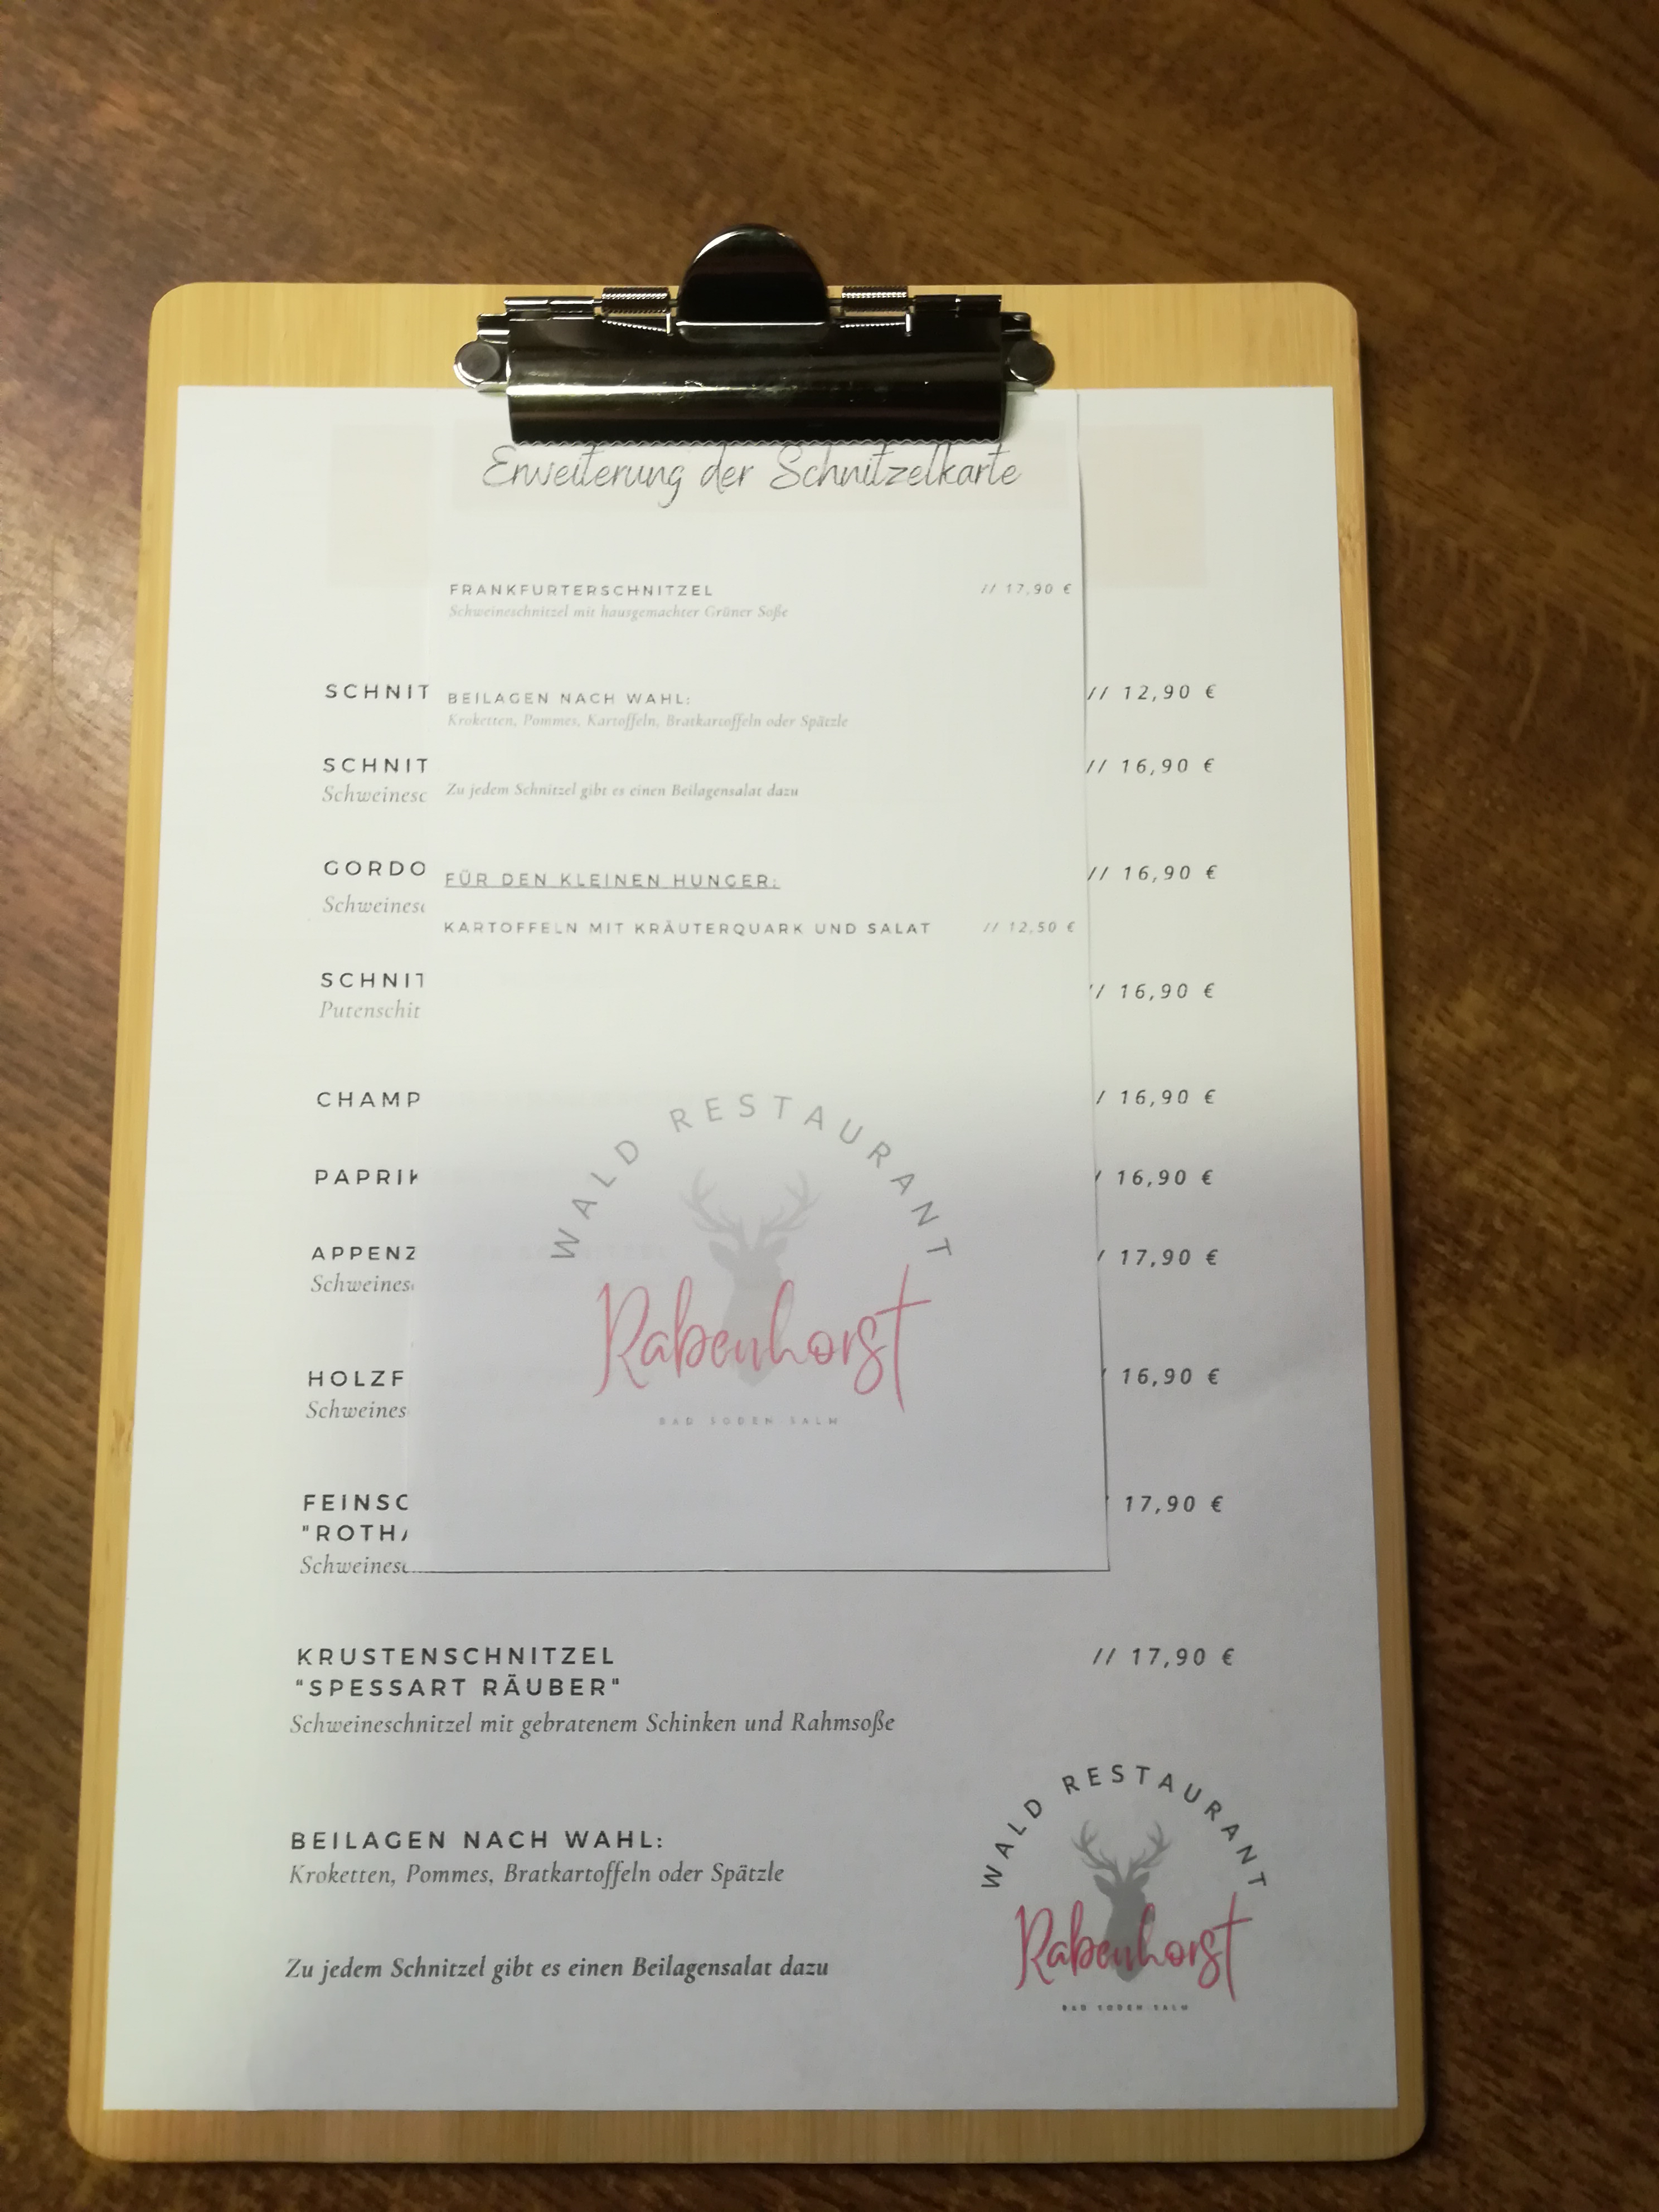 Erweiterung der Schnitzelkarte
FRANKFURTERSCHNITZEL // 17,90 €
Schweineschnitzel mit hausgemachter Grüner Soße
BEILAGEN NACH WAHL:
Kroketten, Pommes, Kartoffeln, Bratkartoffeln oder Spätzle
Zu jedem Schnitzel gibt es einen Beilagensalat dazu
FÜR DEN KLEINEN HUNGER:
KARTOFFELN MIT KRÄUTERQUARK UND SALAT // 12,50 €
WALD RESTAURANT
Rabenhorst
BAD SODEN SALM
SCHNIT // 12,90 €
SCHNIT // 16,90 €
Schweinesc
GORDO // 16,90 €
Schweinesc
SCHNIT // 16,90 €
Putenschit
CHAMP / 16,90 €
PAPRIK / 16,90 €
APPENZ / 17,90 €
Schweines
HOLZF / 16,90 €
Schweines
FEINSC 17,90 €
"ROTH
Schweinesc
KRUSTENSCHNITZEL // 17,90 €
"SPESSART RÄUBER"
Schweineschnitzel mit gebratenem Schinken und Rahmsoße
BEILAGEN NACH WAHL:
Kroketten, Pommes, Bratkartoffeln oder Spätzle
Zu jedem Schnitzel gibt es einen Beilagensalat dazu
WALD RESTAURANT
Rabenhorst
BAD SODEN SALM